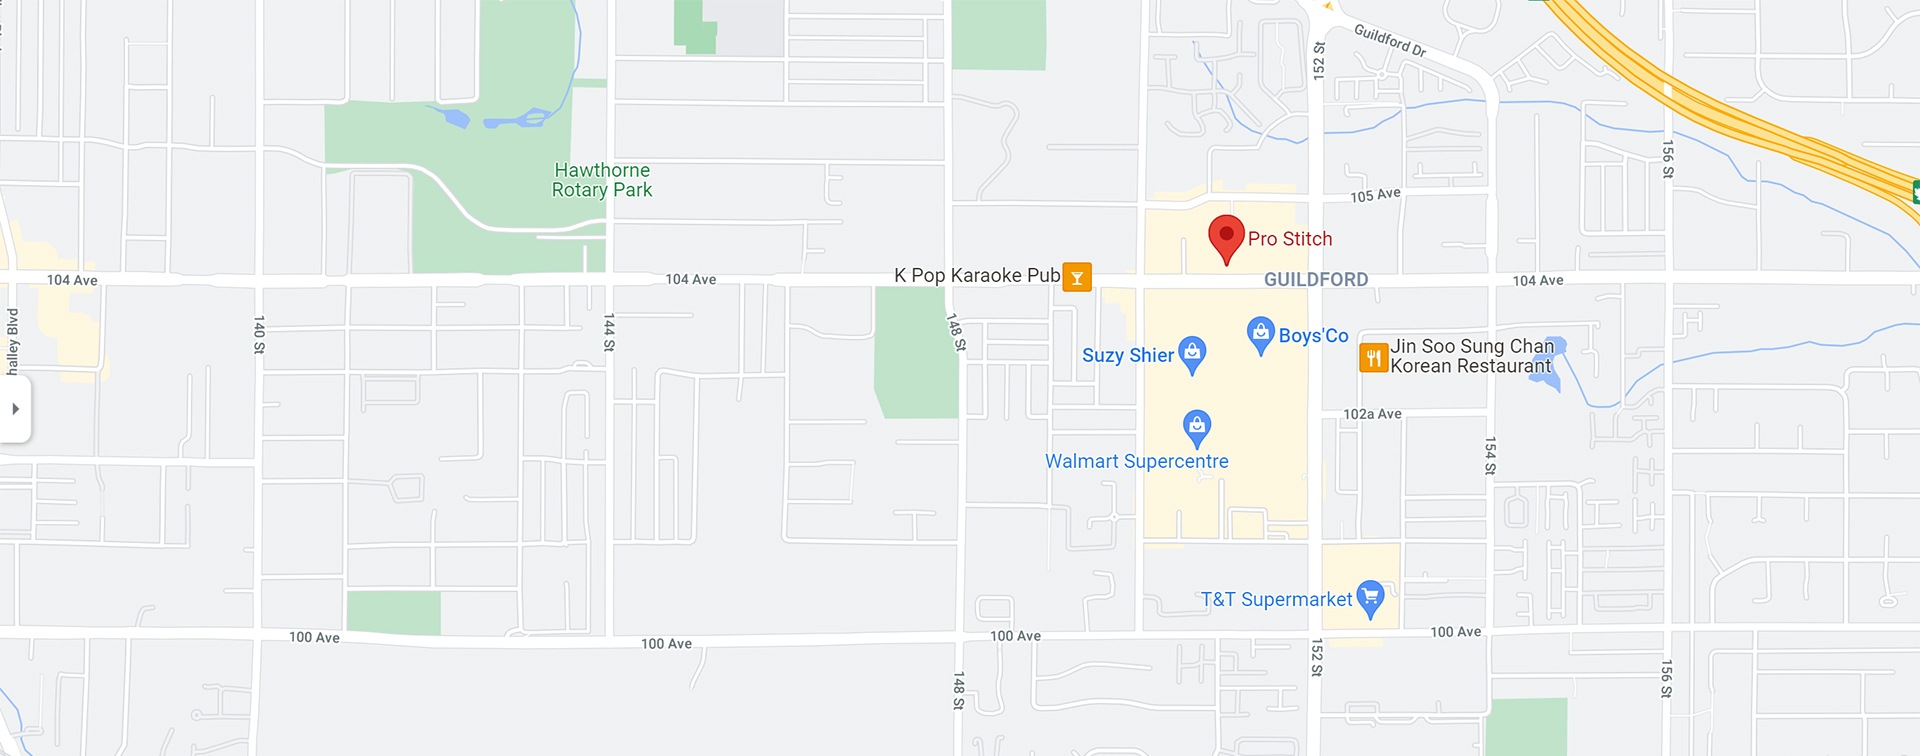 Guildford Dr
152 St
156 St
Hawthorne
Rotary Park
105 Ave
Pro Stitch
104 Ave
104 Ave
K Pop Karaoke Pub
GUILDFORD
104 Ave
halley Blvd
140 St
144 St
148 St
Suzy Shier
Boys'Co
Jin Soo Sung Chan
Korean Restaurant
102a Ave
154 St
Walmart Supercentre
T&T Supermarket
100 Ave
100 Ave
100 Ave
100 Ave
148 St
152 St
156 St